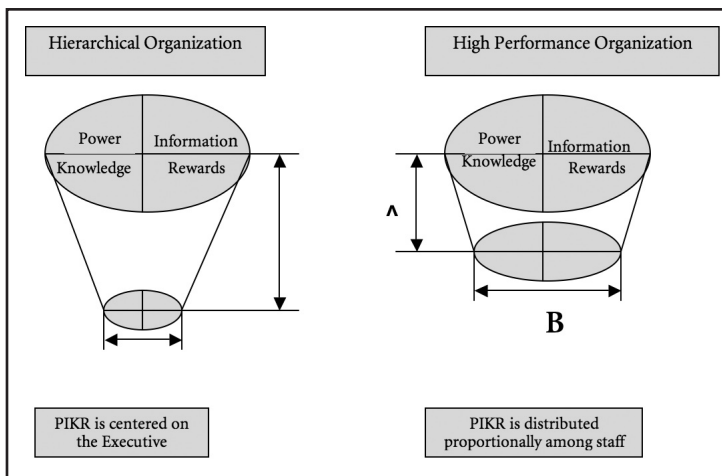 Hierarchical Organization
High Performance Organization
Power
Information
Knowledge
Rewards
Power
Information
Knowledge
Rewards
^
B
PIKR is centered on
the Executive
PIKR is distributed
proportionally among staff